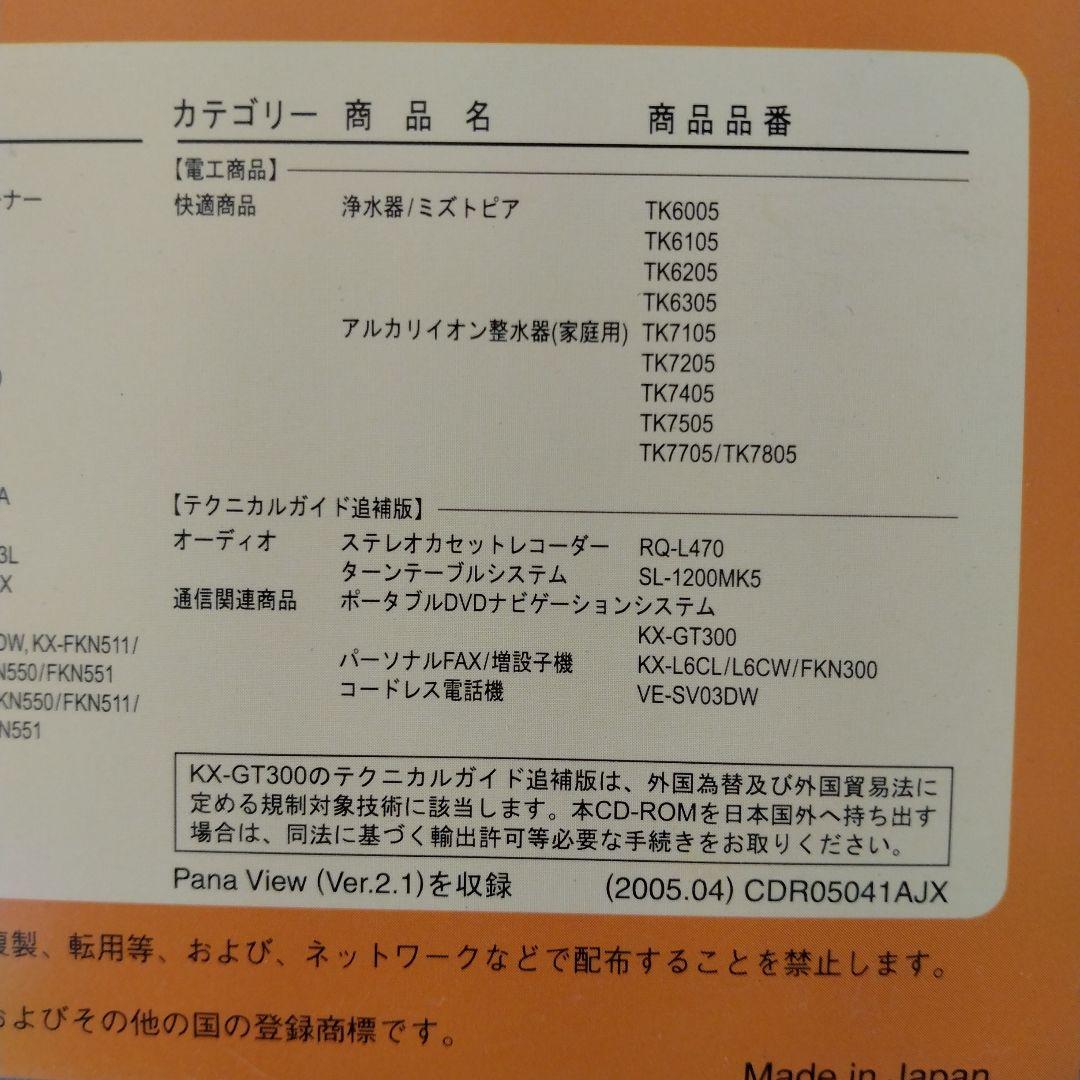 カテゴリー 商品名 商品品番
【電工商品】
ーナー
快適商品 浄水器/ミズトピア TK6005
TK6105
TK6205
TK6305
アルカリイオン整水器(家庭用) TK7105
)
TK7205
TK7405
TK7505
TK7705/TK7805
A
【テクニカルガイド追補版】
オーディオ ステレオカセットレコーダー RQ-L470
3L
ターンテーブルシステム SL-1200MK5
X
通信関連商品 ポータブルDVDナビゲーションシステム
KX-GT300
DW, KX-FKN511/
パーソナルFAX/増設子機 KX-L6CL/L6CW/FKN300
N550/FKN551
コードレス電話機 VE-SV03DW
KN550/FKN511/
N551
KX-GT300のテクニカルガイド追補版は、外国為替及び外国貿易法に
定める規制対象技術に該当します。本CD-ROMを日本国外へ持ち出す
場合は、同法に基づく輸出許可等必要な手続きをお取りください。
Pana View (Ver.2.1)を収録 (2005.04) CDR05041AJX
複製、転用等、および、ネットワークなどで配布することを禁止します。
およびその他の国の登録商標です。
Made in Japan